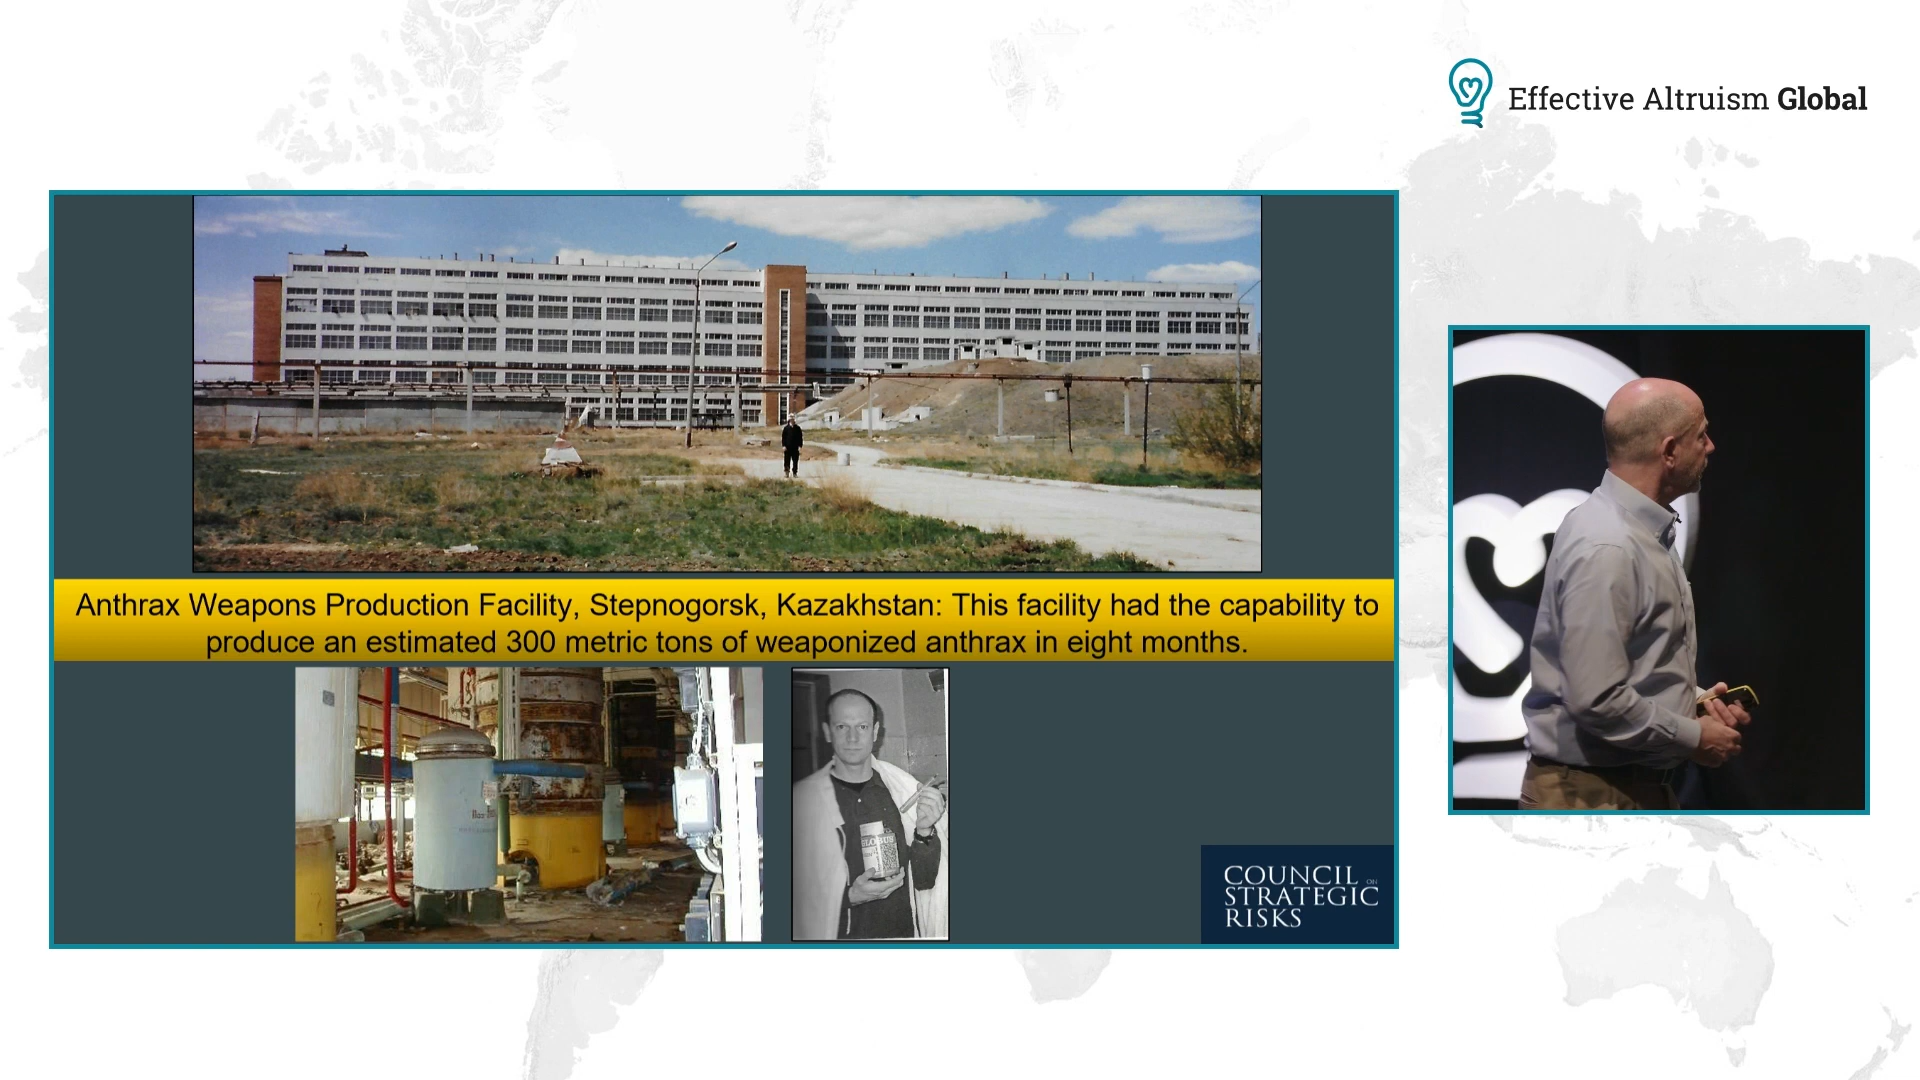 Effective Altruism Global
Anthrax Weapons Production Facility, Stepnogorsk, Kazakhstan: This facility had the capability to
produce an estimated 300 metric tons of weaponized anthrax in eight months.
COUNCIL ON
STRATEGIC
RISKS